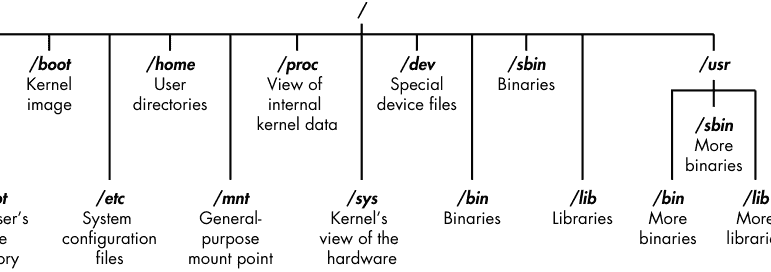 /
/boot
Kernel
image
/home
User
directories
/proc
View of
internal
kernel data
/dev
Special
device files
/sbin
Binaries
/usr
/sbin
More
binaries
/etc
System
configuration
files
/mnt
General-
purpose
mount point
/sys
Kernel's
view of the
hardware
/bin
Binaries
/lib
Libraries
/bin
More
binaries
/lib
More